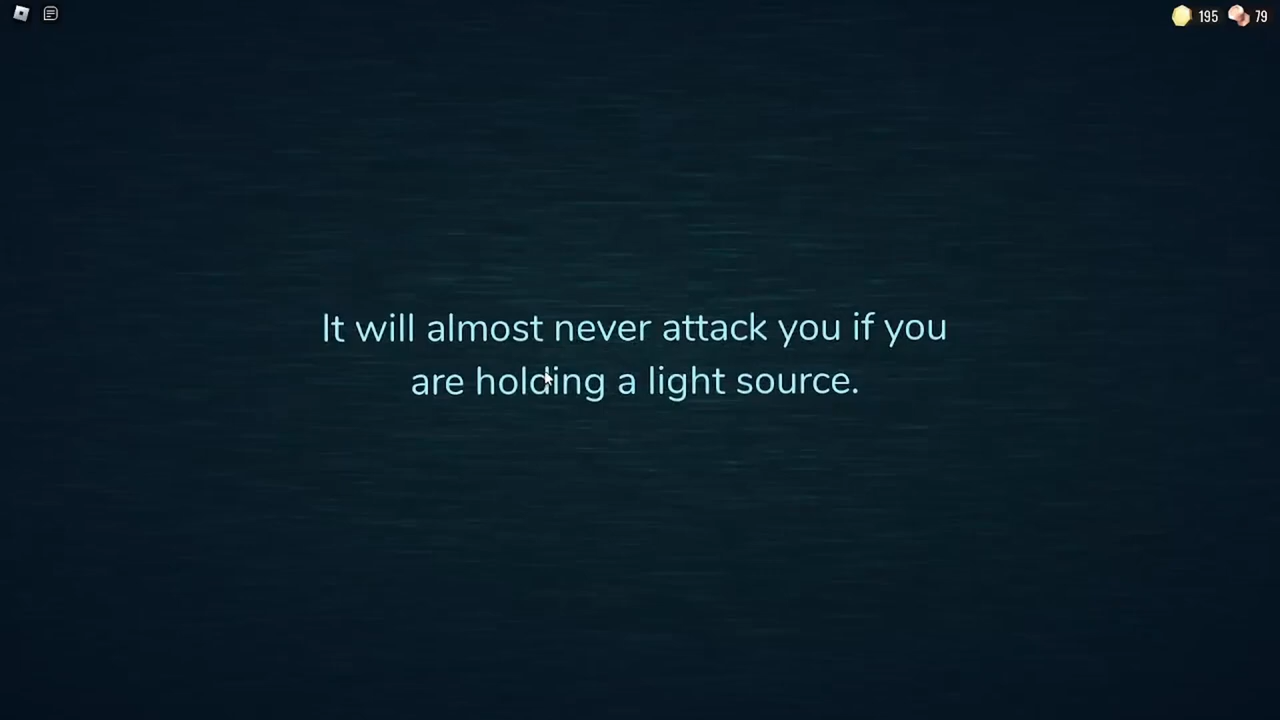 195 79
It will almost never attack you if you
are holding a light source.